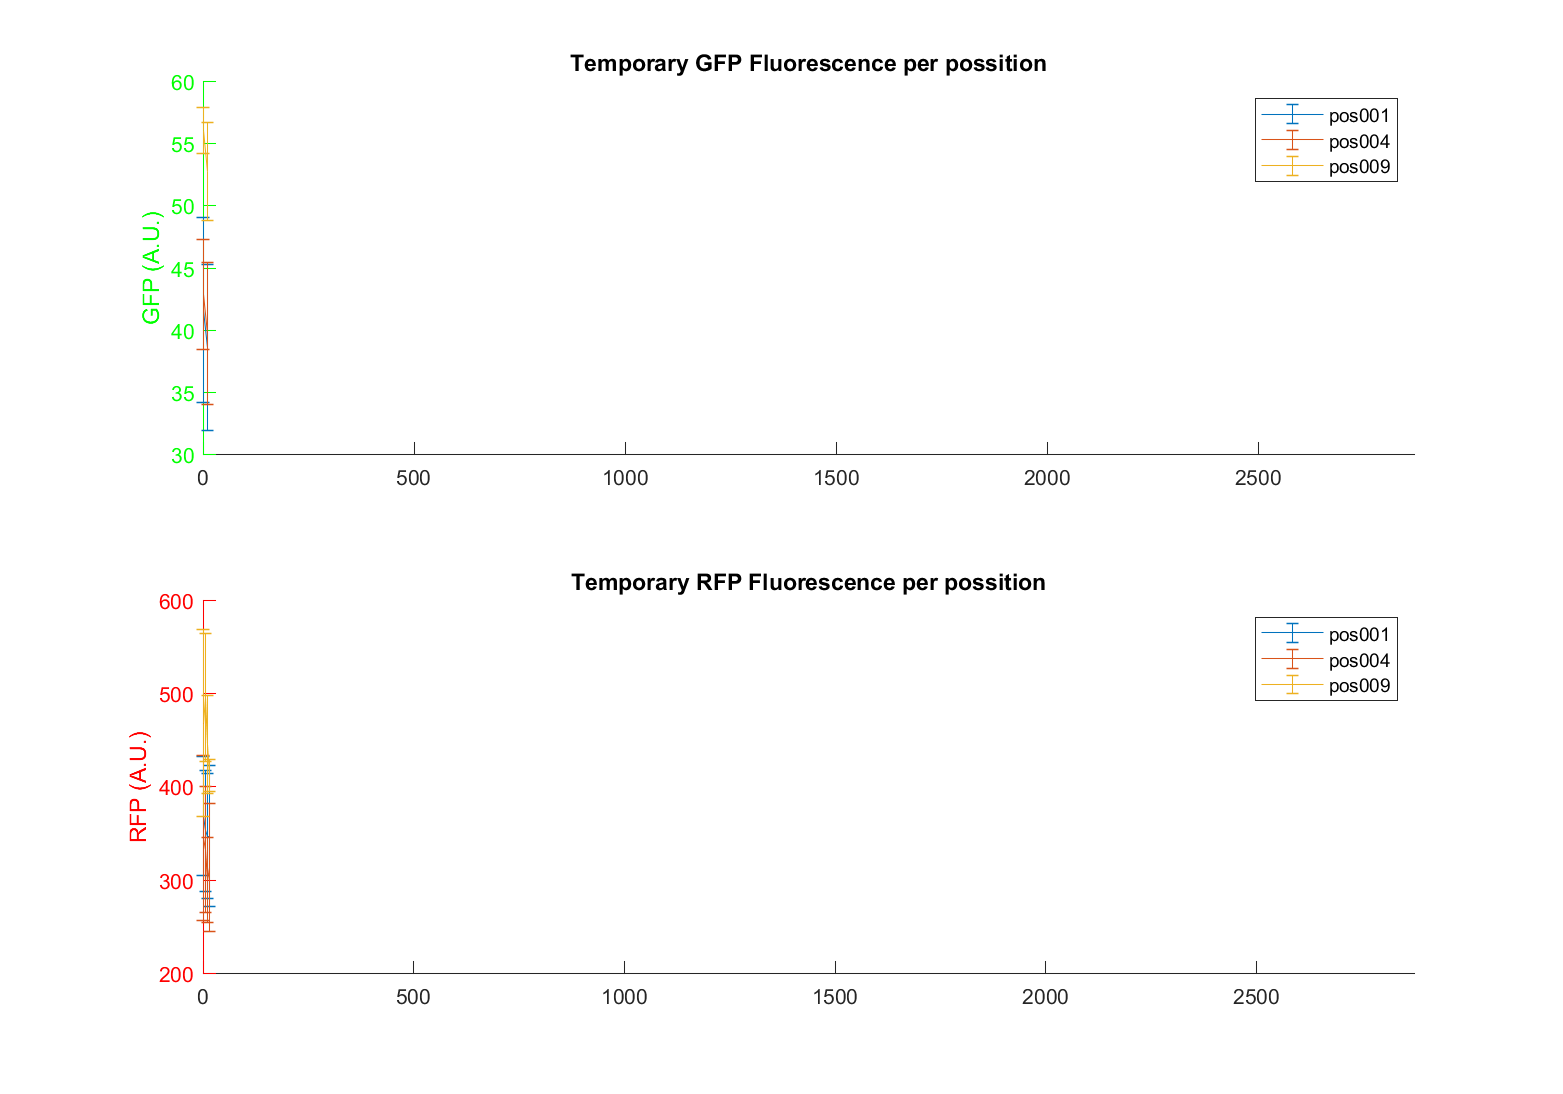 Temporary GFP Fluorescence per possition
60
55
50
45
40
35
30
GFP (A.U.)
pos001
pos004
pos009
0 500 1000 1500 2000 2500
Temporary RFP Fluorescence per possition
600
500
400
300
200
RFP (A.U.)
pos001
pos004
pos009
0 500 1000 1500 2000 2500